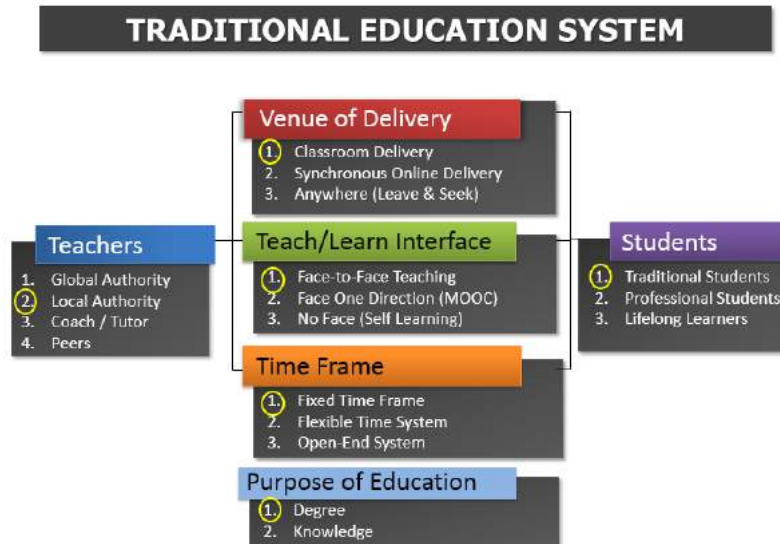 TRADITIONAL EDUCATION SYSTEM
Venue of Delivery
1. Classroom Delivery
2. Synchronous Online Delivery
3. Anywhere (Leave & Seek)
Teachers
1. Global Authority
2. Local Authority
3. Coach / Tutor
4. Peers
Teach/Learn Interface
1. Face-to-Face Teaching
2. Face One Direction (MOOC)
3. No Face (Self Learning)
Students
1. Traditional Students
2. Professional Students
3. Lifelong Learners
Time Frame
1. Fixed Time Frame
2. Flexible Time System
3. Open-End System
Purpose of Education
1. Degree
2. Knowledge